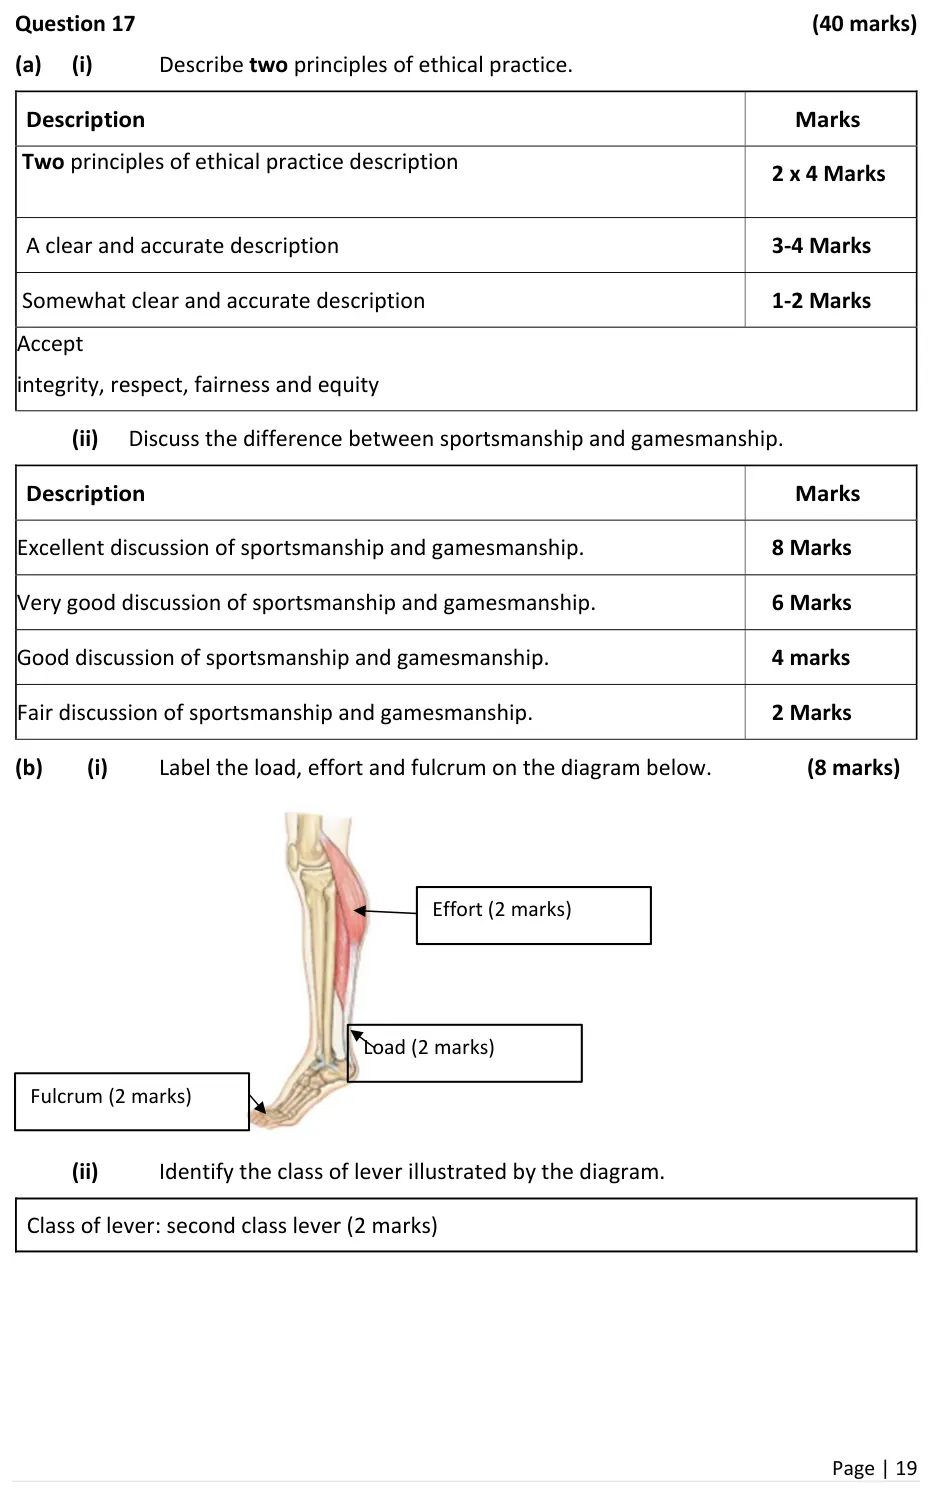 Question 17 (40 marks)
(a) (i) Describe two principles of ethical practice.
Description Marks
Two principles of ethical practice description 2 x 4 Marks
A clear and accurate description 3-4 Marks
Somewhat clear and accurate description 1-2 Marks
Accept
integrity, respect, fairness and equity
(ii) Discuss the difference between sportsmanship and gamesmanship.
Description Marks
Excellent discussion of sportsmanship and gamesmanship. 8 Marks
Very good discussion of sportsmanship and gamesmanship. 6 Marks
Good discussion of sportsmanship and gamesmanship. 4 marks
Fair discussion of sportsmanship and gamesmanship. 2 Marks
(b) (i) Label the load, effort and fulcrum on the diagram below. (8 marks)
Effort (2 marks)
Load (2 marks)
Fulcrum (2 marks)
(ii) Identify the class of lever illustrated by the diagram.
Class of lever: second class lever (2 marks)
Page | 19